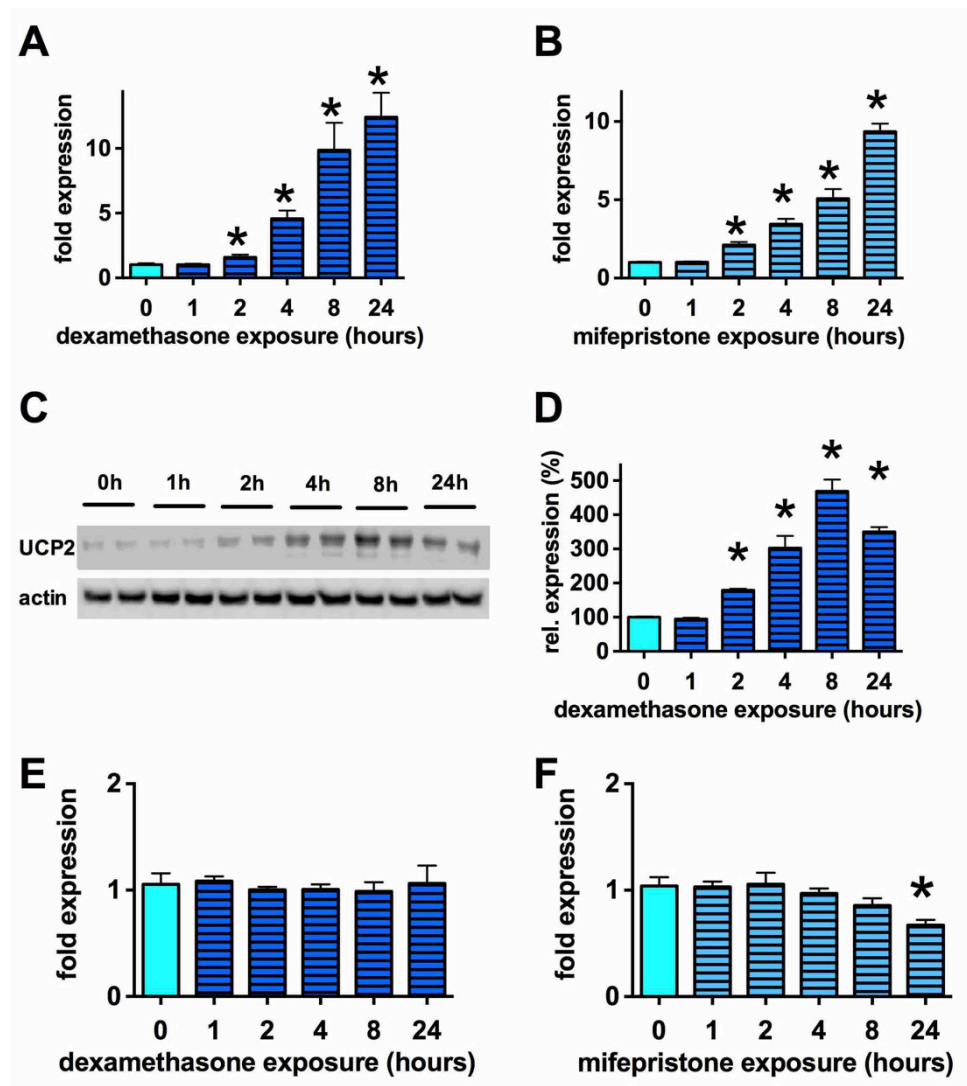 A
fold expression
10
5
0
* * * *
0 1 2 4 8 24
dexamethasone exposure (hours)
B
fold expression
10
5
0
* * * *
0 1 2 4 8 24
mifepristone exposure (hours)
C
0h 1h 2h 4h 8h 24h
UCP2
actin
D
rel. expression (%)
500
400
300
200
100
0
* * * *
0 1 2 4 8 24
dexamethasone exposure (hours)
E
fold expression
2
1
0
0 1 2 4 8 24
dexamethasone exposure (hours)
F
fold expression
2
1
0
*
0 1 2 4 8 24
mifepristone exposure (hours)